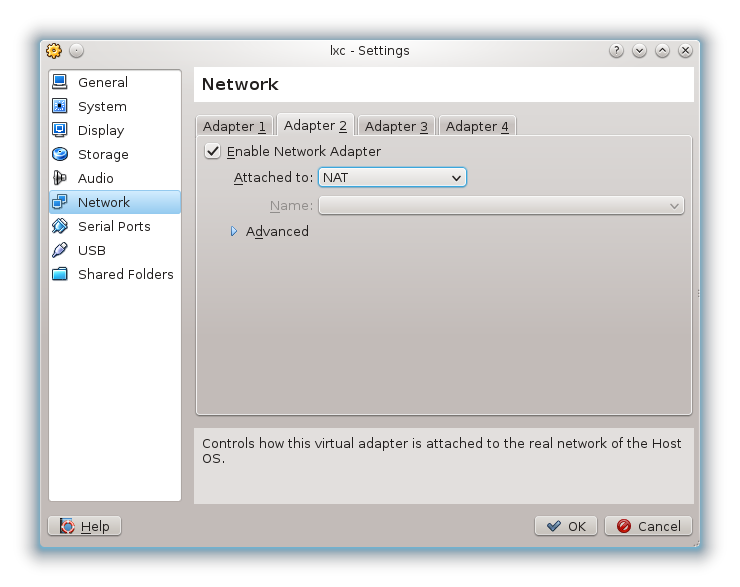 lxc - Settings
General
System
Display
Storage
Audio
Network
Serial Ports
USB
Shared Folders
Network
Adapter 1
Adapter 2
Adapter 3
Adapter 4
Enable Network Adapter
Attached to: NAT
Name:
Advanced
Controls how this virtual adapter is attached to the real network of the Host
OS.
Help
OK
Cancel